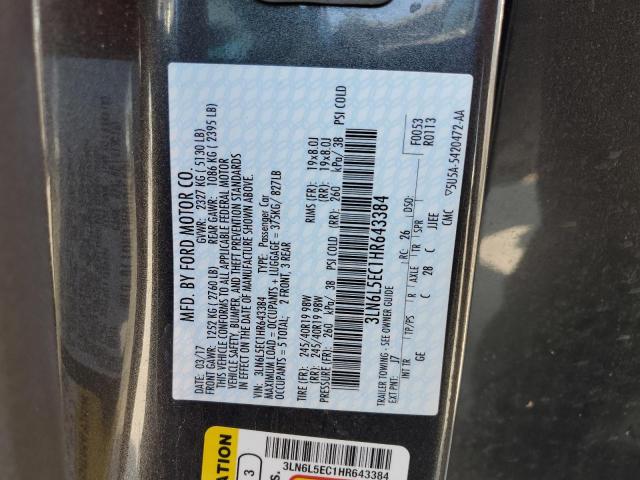 MFD. BY FORD MOTOR CO.
DATE: 03/17 GVWR: 2327 KG ( 5130 LB)
FRONT GAWR: 1252 KG (2760 LB) REAR GAWR: 1086 KG ( 2395 LB)
THIS VEHICLE CONFORMS TO ALL APPLICABLE FEDERAL MOTOR
VEHICLE SAFETY, BUMPER, AND THEFT PREVENTION STANDARDS
IN EFFECT ON THE DATE OF MANUFACTURE SHOWN ABOVE.
VIN: 3LN6L5EC1HR643384 TYPE: Passenger Car
MAXIMUM LOAD = OCCUPANTS + LUGGAGE = 375KG/ 827LB
OCCUPANTS = 5 TOTAL: 2 FRONT, 3 REAR
TIRE (FR): 245/40R19 98W RIMS (FR): 19x8.0J
(RR): 245/40R19 98W (RR): 19x8.0J
PRESSURE (FR): 260 kPa/ 38 PSI COLD (RR): 260 kPa/ 38 PSI COLD
3LN6L5EC1HR643384
TRAILER TOWING - SEE OWNER GUIDE
EXT PNT: J7 RC: 26 DSO: F0053
R0113
INT TR TP/PS R AXLE TR SPR
GE C 28 C JJEE
GMC
▽5U5A-5420472-AA
3LN6L5EC1HR643384
3
S.